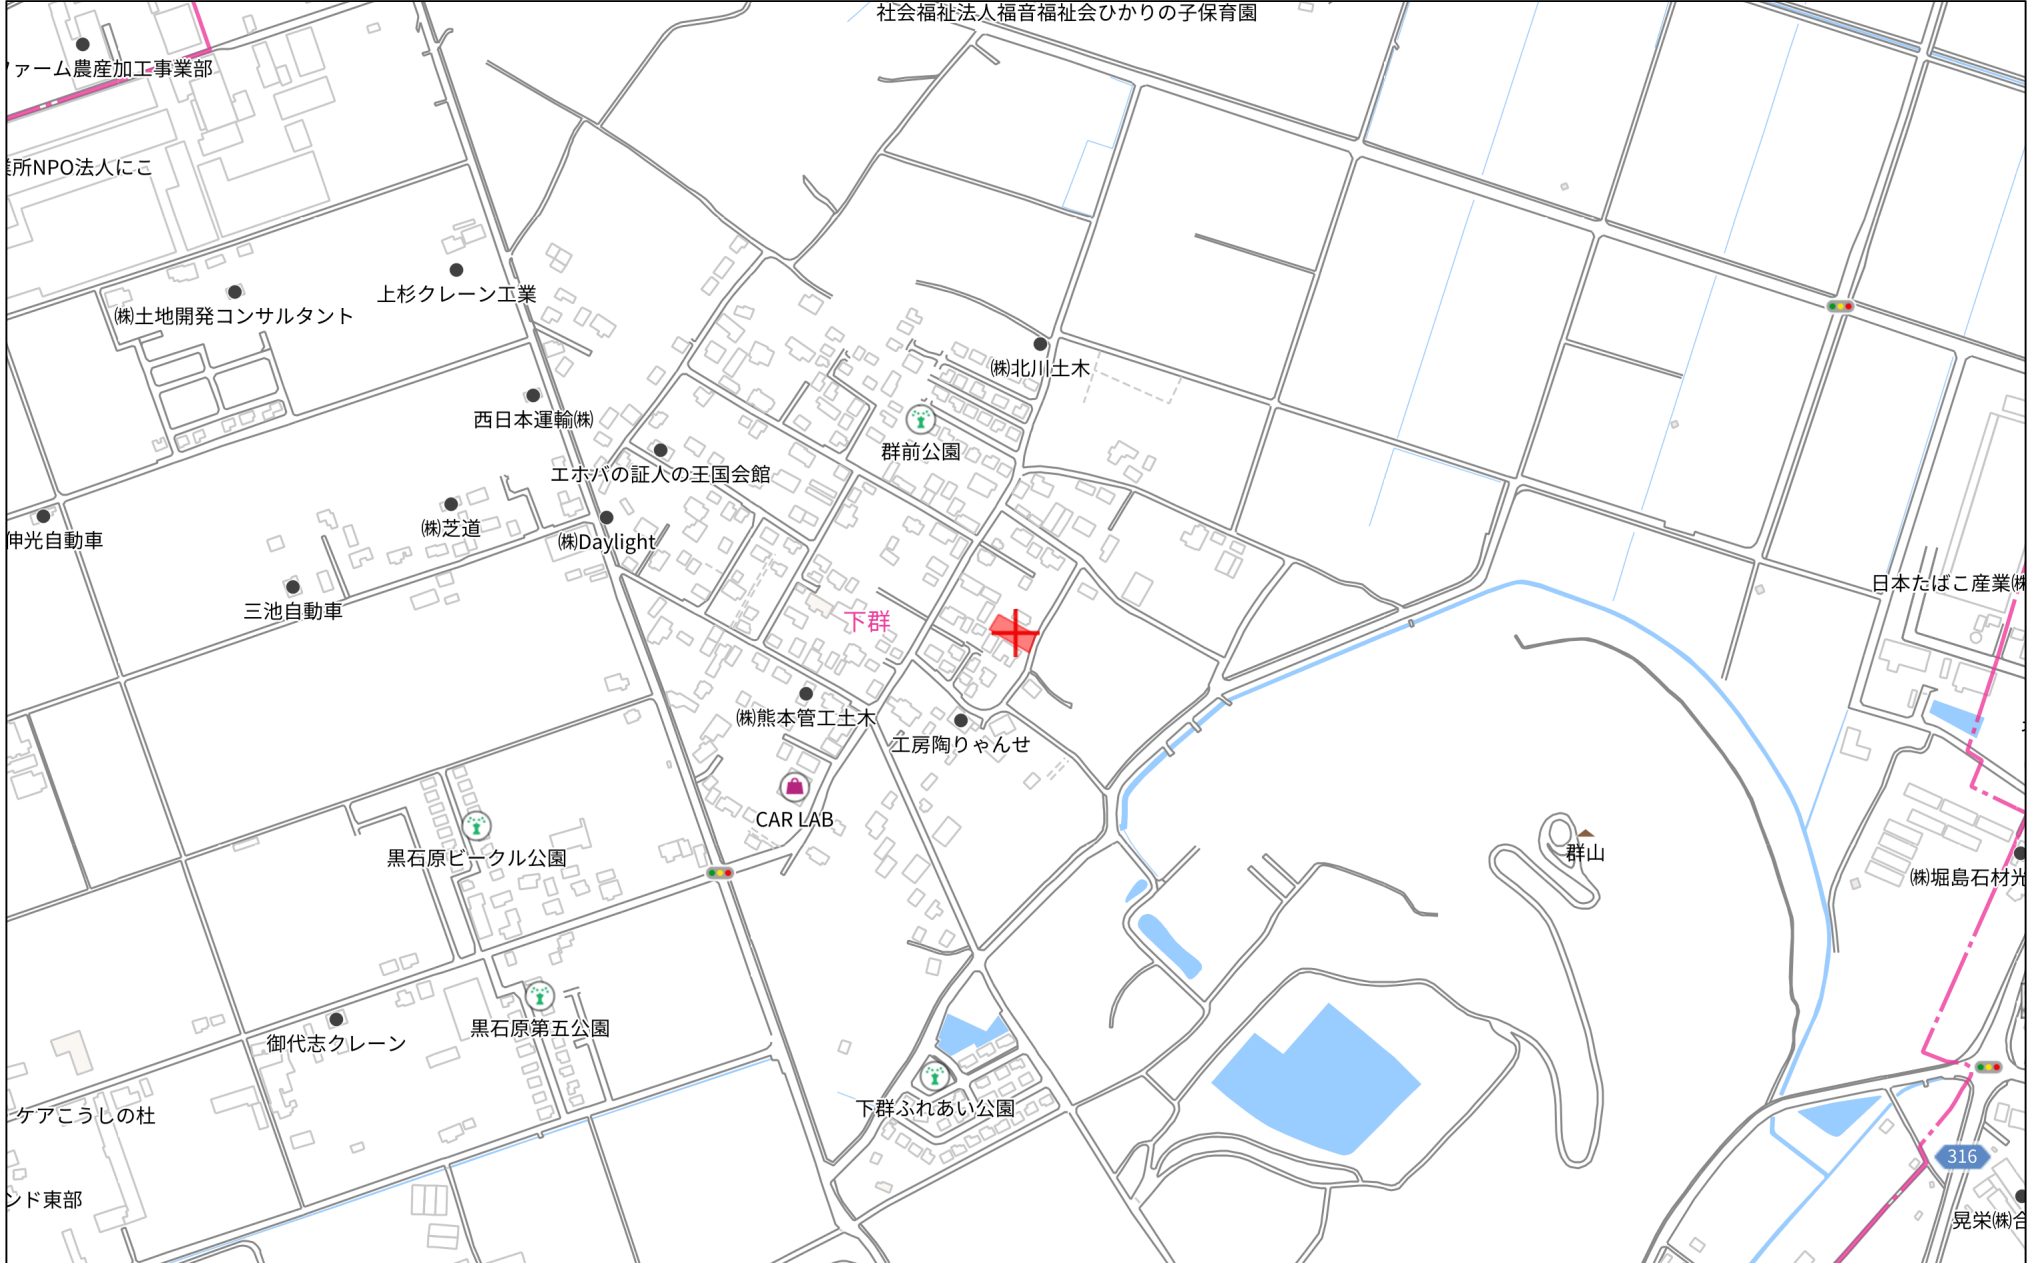 社会福祉法人福音福祉会ひかりの子保育園
ファーム農産加工事業部
業所NPO法人にこ
上杉クレーン工業
㈱土地開発コンサルタント
㈱北川土木
西日本運輸㈱
群前公園
エホバの証人の王国会館
㈱芝道
伸光自動車
㈱Daylight
日本たばこ産業㈱
三池自動車
下群
㈱熊本管工土木
工房陶りゃんせ
CAR LAB
黒石原ビークル公園
群山
㈱堀島石材光
黒石原第五公園
御代志クレーン
下群ふれあい公園
ケアこうしの杜
316
ンド東部
晃栄㈱合